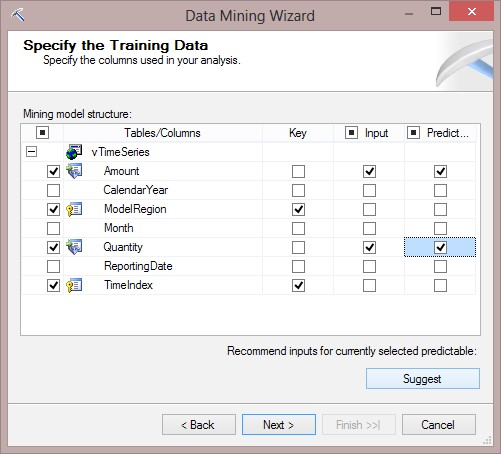 Data Mining Wizard
Specify the Training Data
Specify the columns used in your analysis.
Mining model structure:
Tables/Columns Key Input Predict...
vTimeSeries
Amount
CalendarYear
ModelRegion
Month
Quantity
ReportingDate
TimeIndex
Recommend inputs for currently selected predictable:
Suggest
< Back Next > Finish >>| Cancel